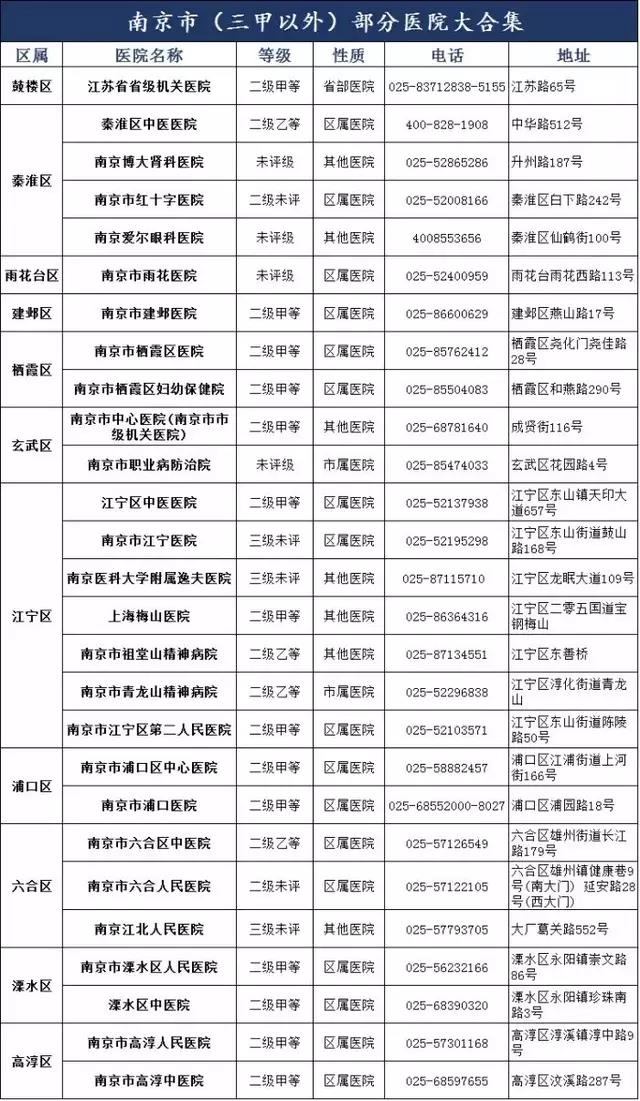 南京市（三甲以外）部分医院大合集
区属 医院名称 等级 性质 电话 地址
鼓楼区 江苏省省级机关医院 二级甲等 省部医院 025-83712838-5155 江苏路65号
秦淮区 秦淮区中医医院 二级乙等 区属医院 400-828-1908 中华路512号
南京博大肾科医院 未评级 其他医院 025-52865286 升州路187号
南京市红十字医院 二级未评 区属医院 025-52008166 秦淮区白下路242号
南京爱尔眼科医院 未评级 其他医院 4008553656 秦淮区仙鹤街100号
雨花台区 南京市雨花医院 未评级 区属医院 025-52400959 雨花台雨花西路113号
建邺区 南京市建邺医院 二级甲等 区属医院 025-86600629 建邺区燕山路17号
栖霞区 南京市栖霞区医院 二级甲等 区属医院 025-85762412 栖霞区尧化门尧佳路
28号
南京市栖霞区妇幼保健院 二级甲等 区属医院 025-85504083 栖霞区和燕路290号
玄武区 南京市中心医院(南京市市
级机关医院) 二级甲等 其他医院 025-68781640 成贤街116号
南京市职业病防治院 未评级 市属医院 025-85474033 玄武区花园路4号
江宁区 江宁区中医医院 二级甲等 区属医院 025-52137938 江宁区东山镇天印大
道657号
南京市江宁医院 三级未评 区属医院 025-52195298 江宁区东山街道鼓山
路168号
南京医科大学附属逸夫医院 三级未评 其他医院 025-87115710 江宁区龙眠大道109号
上海梅山医院 二级甲等 其他医院 025-86364316 江宁区二零五国道宝
钢梅山
南京市祖堂山精神病院 二级乙等 其他医院 025-87134551 江宁区东善桥
南京市青龙山精神病院 二级乙等 市属医院 025-52296838 江宁区淳化街道青龙
山
南京市江宁区第二人民医院 二级甲等 区属医院 025-52103571 江宁区东山街道陈陵
路50号
浦口区 南京市浦口区中心医院 二级甲等 区属医院 025-58882457 浦口区江浦街道上河
街166号
南京市浦口医院 二级甲等 区属医院 025-68552000-8027 浦口区浦园路18号
六合区 南京市六合区中医院 二级乙等 区属医院 025-57126549 六合区雄州街道长江
路179号
南京市六合人民医院 二级未评 区属医院 025-57122105 六合区雄州镇健康巷9
号(南大门) 延安路28
号(西大门)
南京江北人民医院 三级未评 其他医院 025-57793705 大厂葛关路552号
溧水区 南京市溧水区人民医院 二级甲等 区属医院 025-56232166 溧水区永阳镇崇文路
86号
溧水区中医院 二级甲等 区属医院 025-68390320 溧水区永阳镇珍珠南
路3号
高淳区 南京市高淳人民医院 二级甲等 区属医院 025-57301168 高淳区淳溪镇淳中路9
号
南京市高淳中医院 二级甲等 区属医院 025-68597655 高淳区汶溪路287号